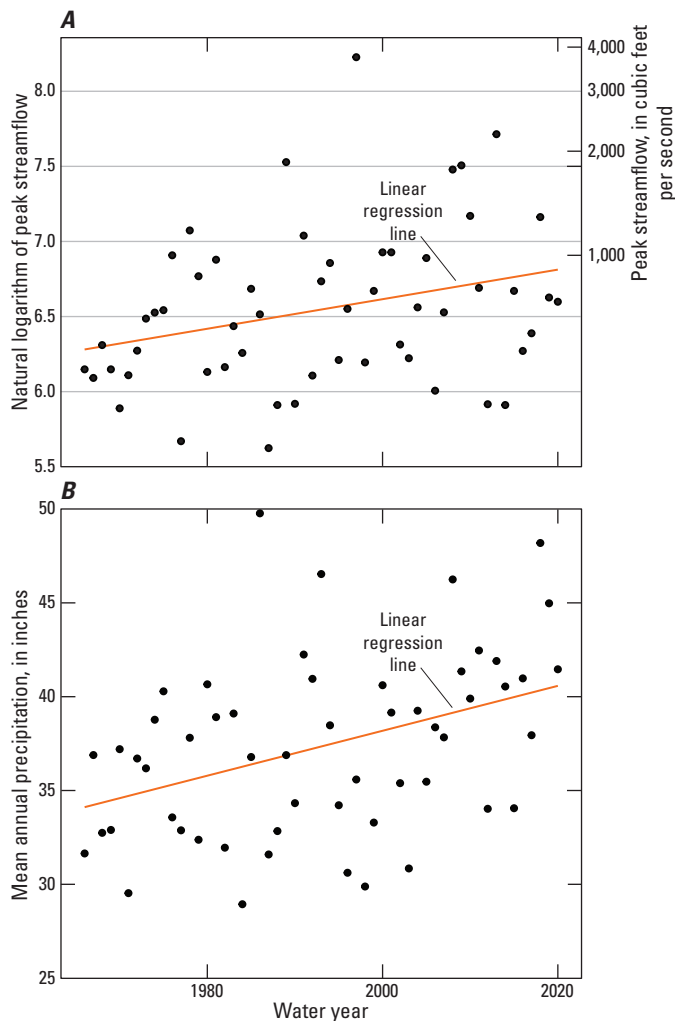 A
Natural logarithm of peak streamflow
8.0
7.5
7.0
6.5
6.0
5.5
Linear
regression
line
4,000
3,000
2,000
1,000
Peak streamflow, in cubic feet
per second
B
Mean annual precipitation, in inches
50
45
40
35
30
25
Linear
regression
line
1980
2000
2020
Water year